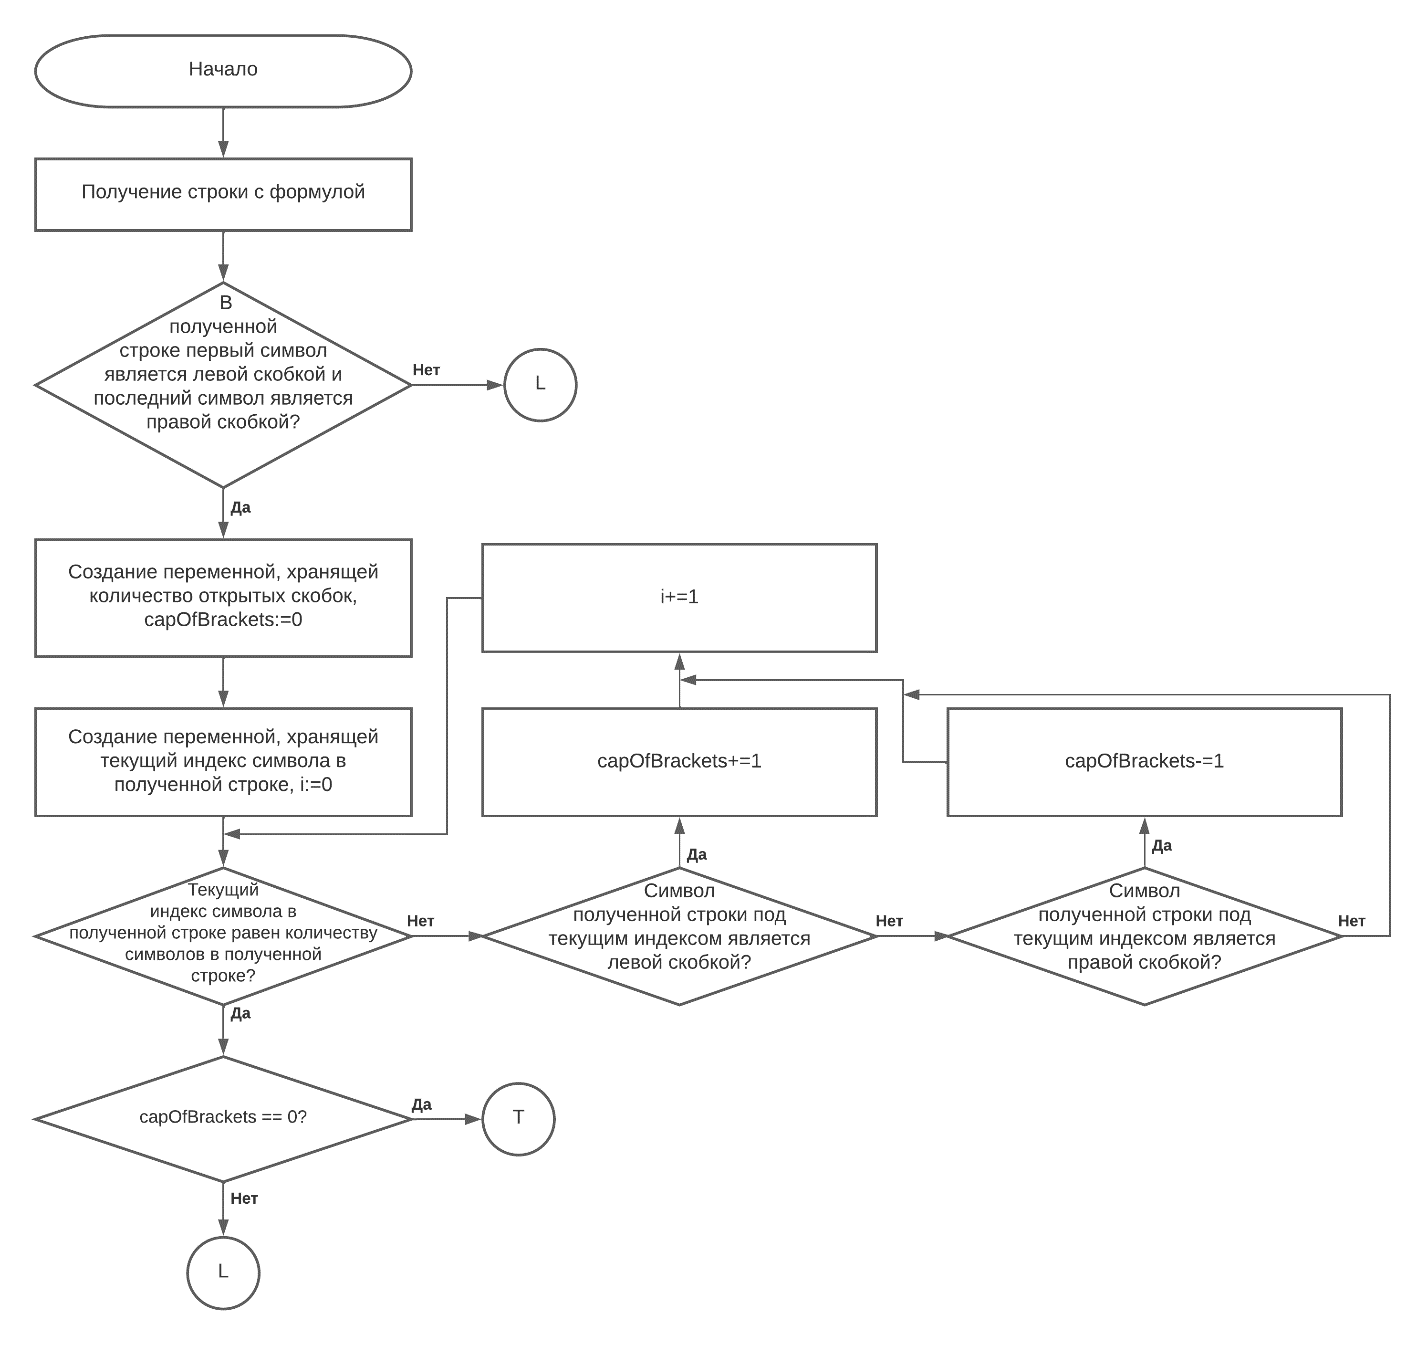 Начало
Получение строки с формулой
В
полученной
строке первый символ
является левой скобкой и
последний символ является
правой скобкой?
Нет
L
Да
Создание переменной, хранящей
количество открытых скобок,
capOfBrackets:=0
i+=1
Создание переменной, хранящей
текущий индекс символа в
полученной строке, i:=0
capOfBrackets+=1
capOfBrackets-=1
Да
Да
Текущий
индекс символа в
полученной строке равен количеству
символов в полученной
строке?
Нет
Символ
полученной строки под
текущим индексом является
левой скобкой?
Нет
Символ
полученной строки под
текущим индексом является
правой скобкой?
Нет
Да
capOfBrackets == 0?
Да
T
Нет
L